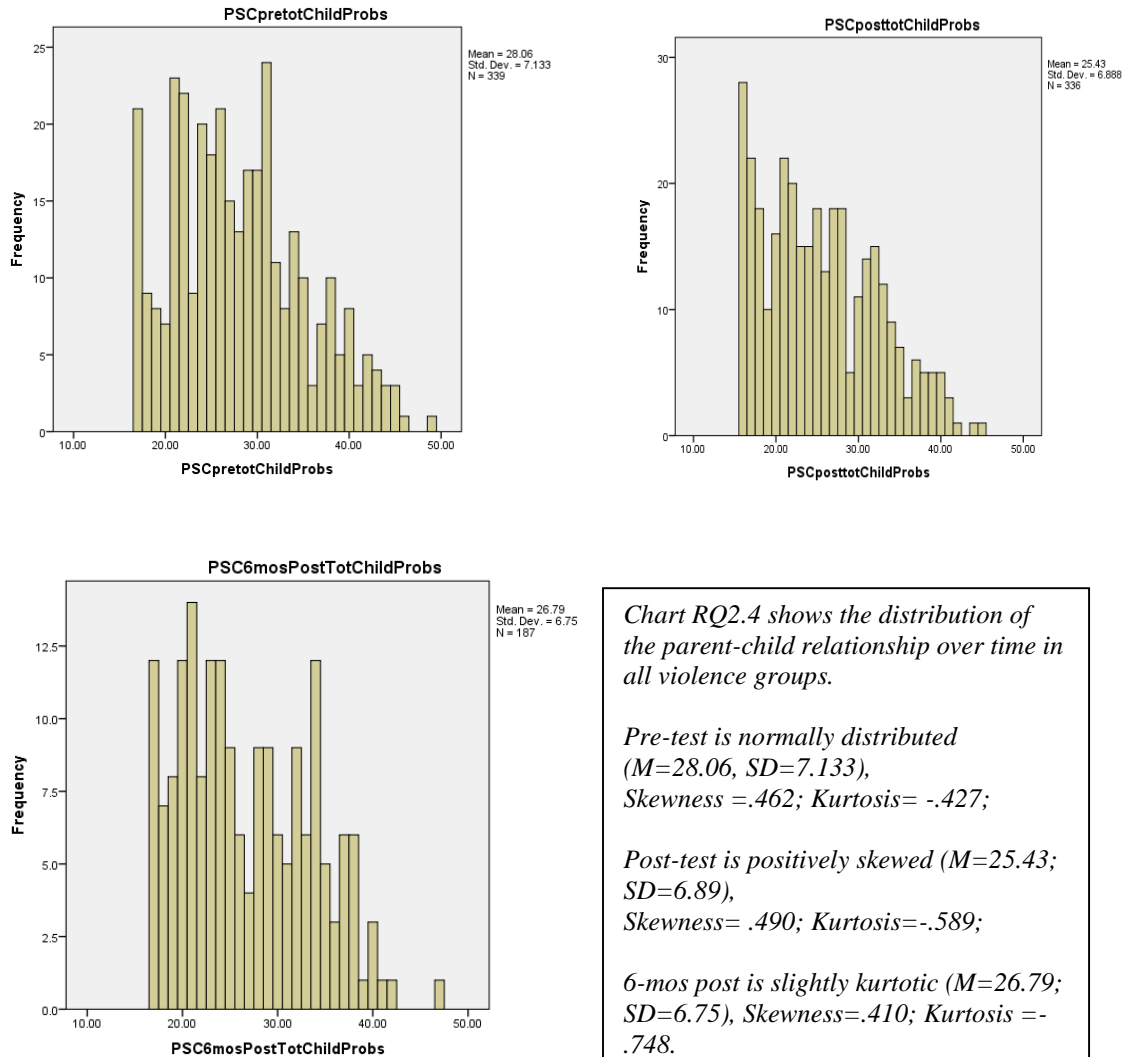 PSCpretotChildProbs
Mean = 28.06
Std. Dev. = 7.133
N = 339
25
20
15
10
5
0
Frequency
10.00 20.00 30.00 40.00 50.00
PSCpretotChildProbs
PSCposttotChildProbs
Mean = 25.43
Std. Dev. = 6.888
N = 336
30
20
10
0
Frequency
10.00 20.00 30.00 40.00 50.00
PSCposttotChildProbs
PSC6mosPostTotChildProbs
Mean = 26.79
Std. Dev. = 6.75
N = 187
12.5
10.0
7.5
5.0
2.5
0.0
Frequency
10.00 20.00 30.00 40.00 50.00
PSC6mosPostTotChildProbs
Chart RQ2.4 shows the distribution of
the parent-child relationship over time in
all violence groups.
Pre-test is normally distributed
(M=28.06, SD=7.133),
Skewness =.462; Kurtosis= -.427;
Post-test is positively skewed (M=25.43;
SD=6.89),
Skewness= .490; Kurtosis=-.589;
6-mos post is slightly kurtotic (M=26.79;
SD=6.75), Skewness=.410; Kurtosis =-
.748.